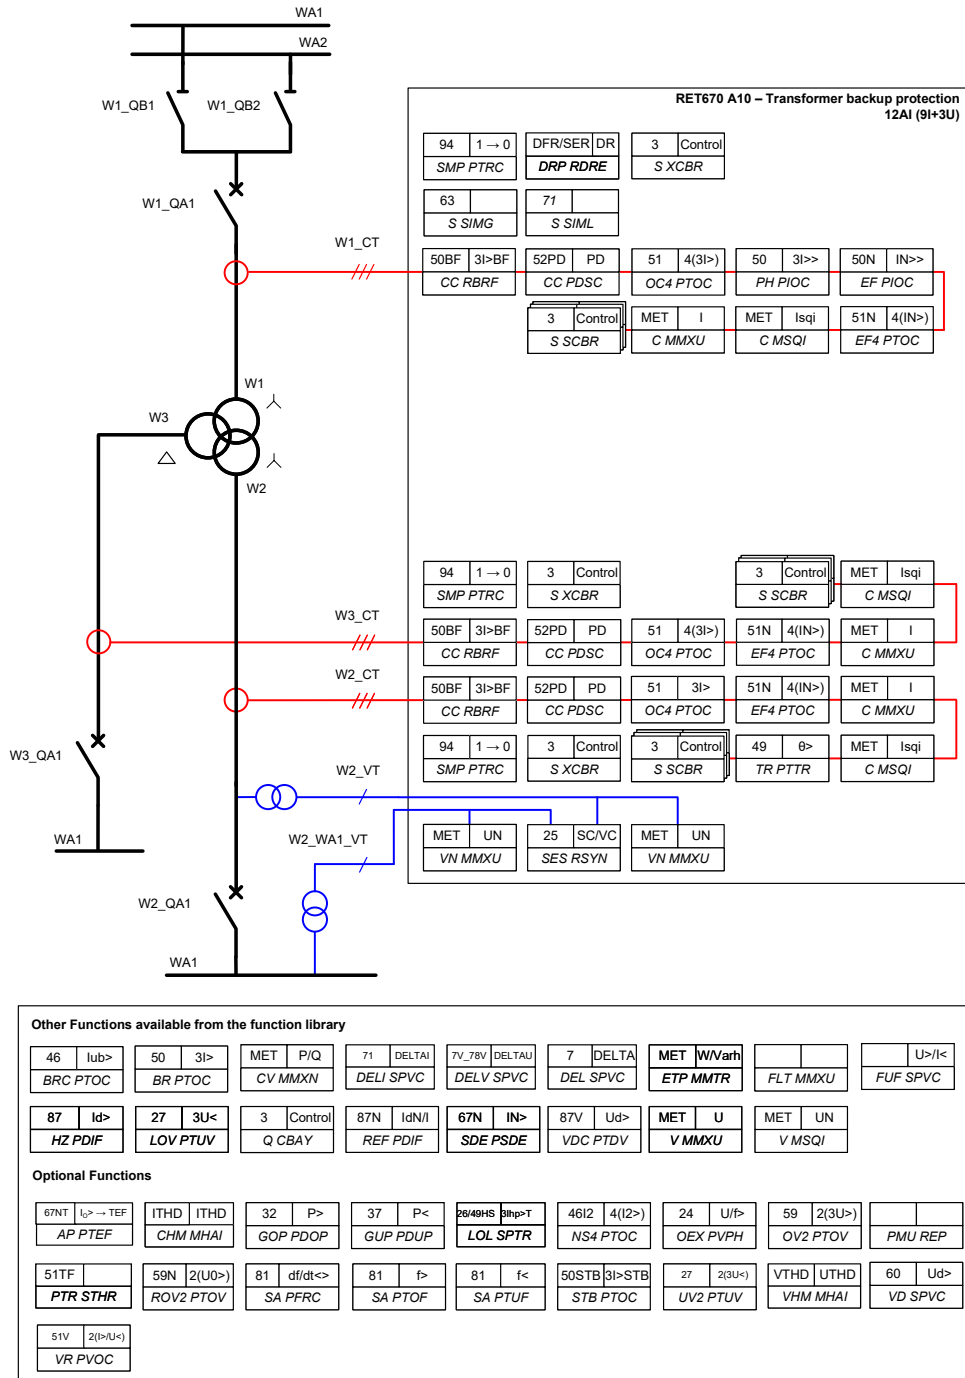 WA1
WA2
W1_QB1
W1_QB2
RET670 A10 – Transformer backup protection
12AI (9I+3U)
94 1 → 0
SMP PTRC
DFR/SER DR
DRP RDRE
3 Control
S XCBR
W1_QA1
63
S SIMG
71
S SIML
W1_CT
50BF 3I>BF
CC RBRF
52PD PD
CC PDSC
51 4(3I>)
OC4 PTOC
50 3I>>
PH PIOC
50N IN>>
EF PIOC
3 Control
S SCBR
MET I
C MMXU
MET Isqi
C MSQI
51N 4(IN>)
EF4 PTOC
W1
W3
W2
94 1 → 0
SMP PTRC
3 Control
S XCBR
3 Control
S SCBR
MET Isqi
C MSQI
W3_CT
50BF 3I>BF
CC RBRF
52PD PD
CC PDSC
51 4(3I>)
OC4 PTOC
51N 4(IN>)
EF4 PTOC
MET I
C MMXU
W2_CT
50BF 3I>BF
CC RBRF
52PD PD
CC PDSC
51 3I>
OC4 PTOC
51N 4(IN>)
EF4 PTOC
MET I
C MMXU
W3_QA1
94 1 → 0
SMP PTRC
3 Control
S XCBR
3 Control
S SCBR
49 θ>
TR PTTR
MET Isqi
C MSQI
W2_VT
WA1
W2_WA1_VT
MET UN
VN MMXU
25 SC/VC
SES RSYN
MET UN
VN MMXU
W2_QA1
WA1
Other Functions available from the function library
46 Iub>
BRC PTOC
50 3I>
BR PTOC
MET P/Q
CV MMXN
71 DELTAI
DELI SPVC
7V_78V DELTAU
DELV SPVC
7 DELTA
DEL SPVC
MET W/Varh
ETP MMTR
FLT MMXU
U>/I<
FUF SPVC
87 Id>
HZ PDIF
27 3U<
LOV PTUV
3 Control
Q CBAY
87N IdN/I
REF PDIF
67N IN>
SDE PSDE
87V Ud>
VDC PTDV
MET U
V MMXU
MET UN
V MSQI
Optional Functions
67NT I₀> → TEF
AP PTEF
ITHD ITHD
CHM MHAI
32 P>
GOP PDOP
37 P<
GUP PDUP
26/49HS 3Ihp>T
LOL SPTR
46I2 4(I2>)
NS4 PTOC
24 U/f>
OEX PVPH
59 2(3U>)
OV2 PTOV
PMU REP
51TF
PTR STHR
59N 2(U0>)
ROV2 PTOV
81 df/dt<>
SA PFRC
81 f>
SA PTOF
81 f<
SA PTUF
50STB 3I>STB
STB PTOC
27 2(3U<)
UV2 PTUV
VTHD UTHD
VHM MHAI
60 Ud>
VD SPVC
51V 2(I>/U<)
VR PVOC